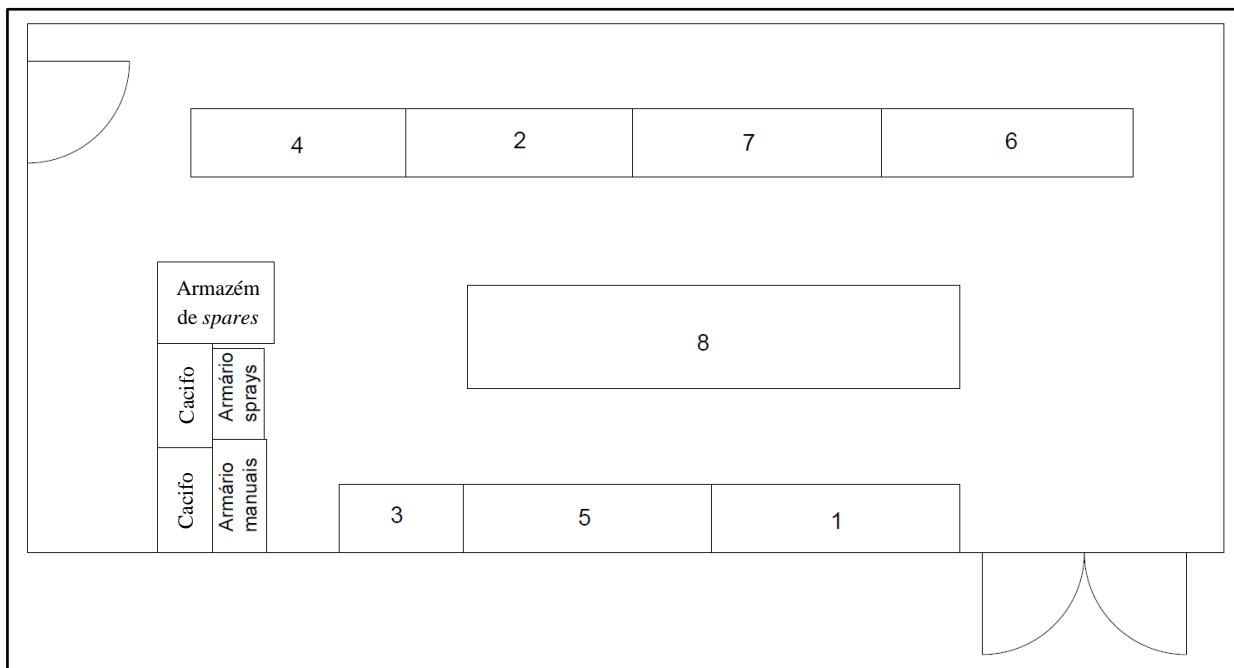 4
2
7
6
Armazém
de spares
8
Cacifo
Armário
sprays
Cacifo
Armário
manuais
3
5
1